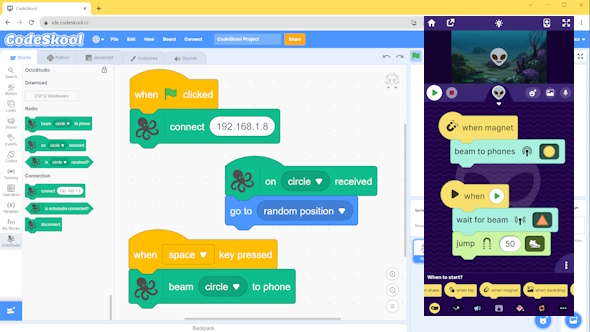 CodeSkool
ide.codeskool.cc
CodeSkool
File
Edit
View
Board
Connect
CodeSkool Project
Share
Blocks
Python
Javascript
Costumes
Sounds
OctoStudio
Download
ESP32 Middleware
Radio
beam circle to phone
on circle received
is circle received?
Connection
connect 192.168.1.8
is octostudio connected?
disconnect
Search
Motion
Looks
Sound
Events
Control
Sensing
Operators
Variables
My Blocks
OctoStudio
when clicked
connect 192.168.1.8
on circle received
go to random position
when space key pressed
beam circle to phone
Backpack
when magnet
beam to phones
when
wait for beam
jump 50
When to start?
when tap
when magnet
when backdrop